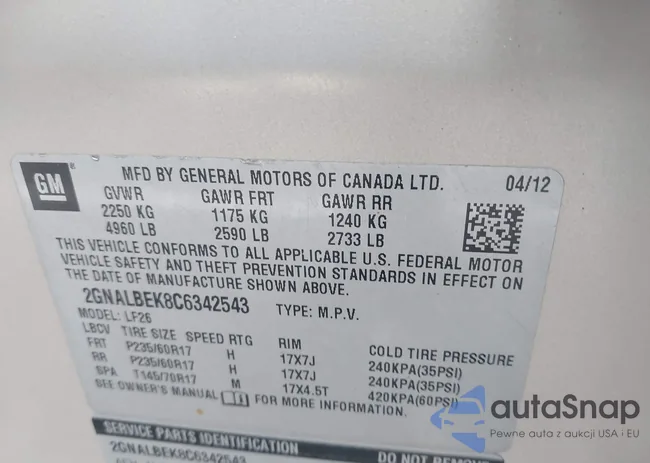 GM
MFD BY GENERAL MOTORS OF CANADA LTD. 04/12
GVWR GAWR FRT GAWR RR
2250 KG 1175 KG 1240 KG
4960 LB 2590 LB 2733 LB
THIS VEHICLE CONFORMS TO ALL APPLICABLE U.S. FEDERAL MOTOR
VEHICLE SAFETY AND THEFT PREVENTION STANDARDS IN EFFECT ON
THE DATE OF MANUFACTURE SHOWN ABOVE.
2GNALBEK8C6342543 TYPE: M.P.V.
MODEL: LF26
LBCV TIRE SIZE SPEED RTG RIM COLD TIRE PRESSURE
FRT P235/60R17 H 17X7J 240KPA(35PSI)
RR P235/60R17 H 17X7J 240KPA(35PSI)
SPA T145/70R17 M 17X4.5T 420KPA(60PSI)
SEE OWNER'S MANUAL FOR MORE INFORMATION.
SERVICE PARTS IDENTIFICATION DO NOT REMOVE
2GNALBEK8C6342543
autaSnap
Pewne auta z aukcji USA i EU